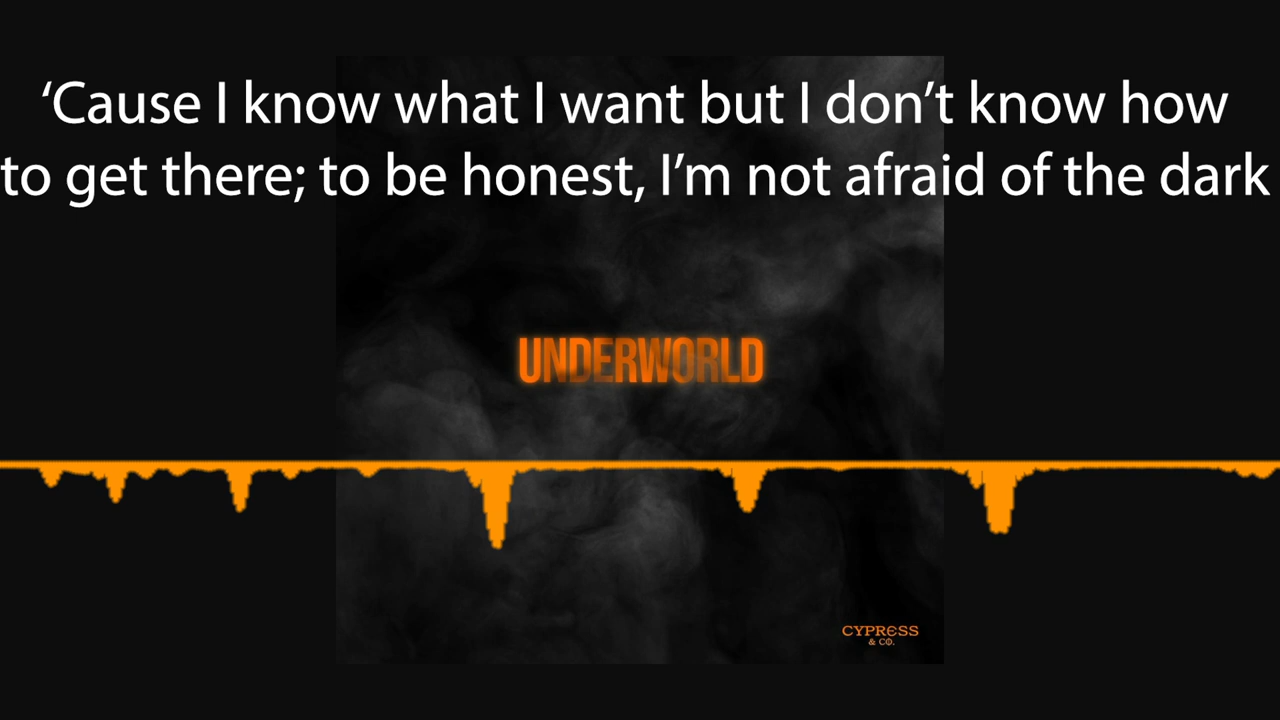 ‘Cause I know what I want but I don’t know how
to get there; to be honest, I’m not afraid of the dark
UNDERWORLD
CYPRESS
& CO.